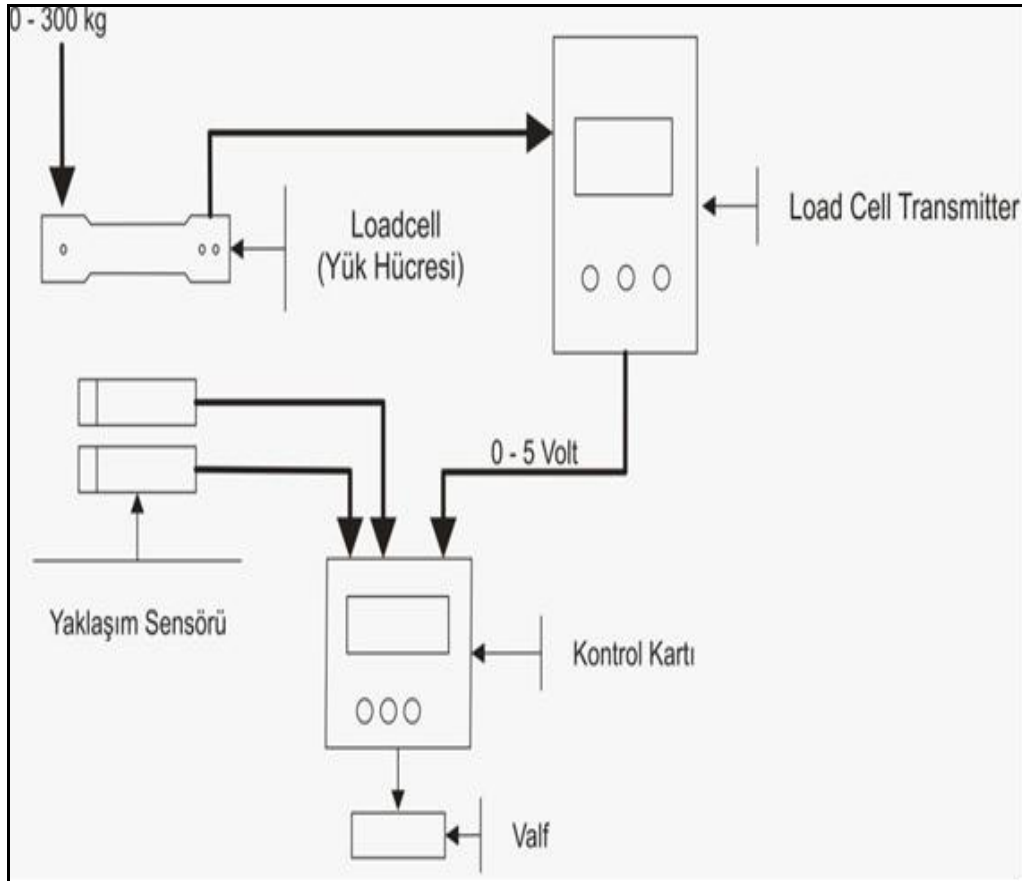 0 - 300 kg
Loadcell
(Yük Hücresi)
Load Cell Transmitter
0 - 5 Volt
Yaklaşım Sensörü
Kontrol Kartı
Valf